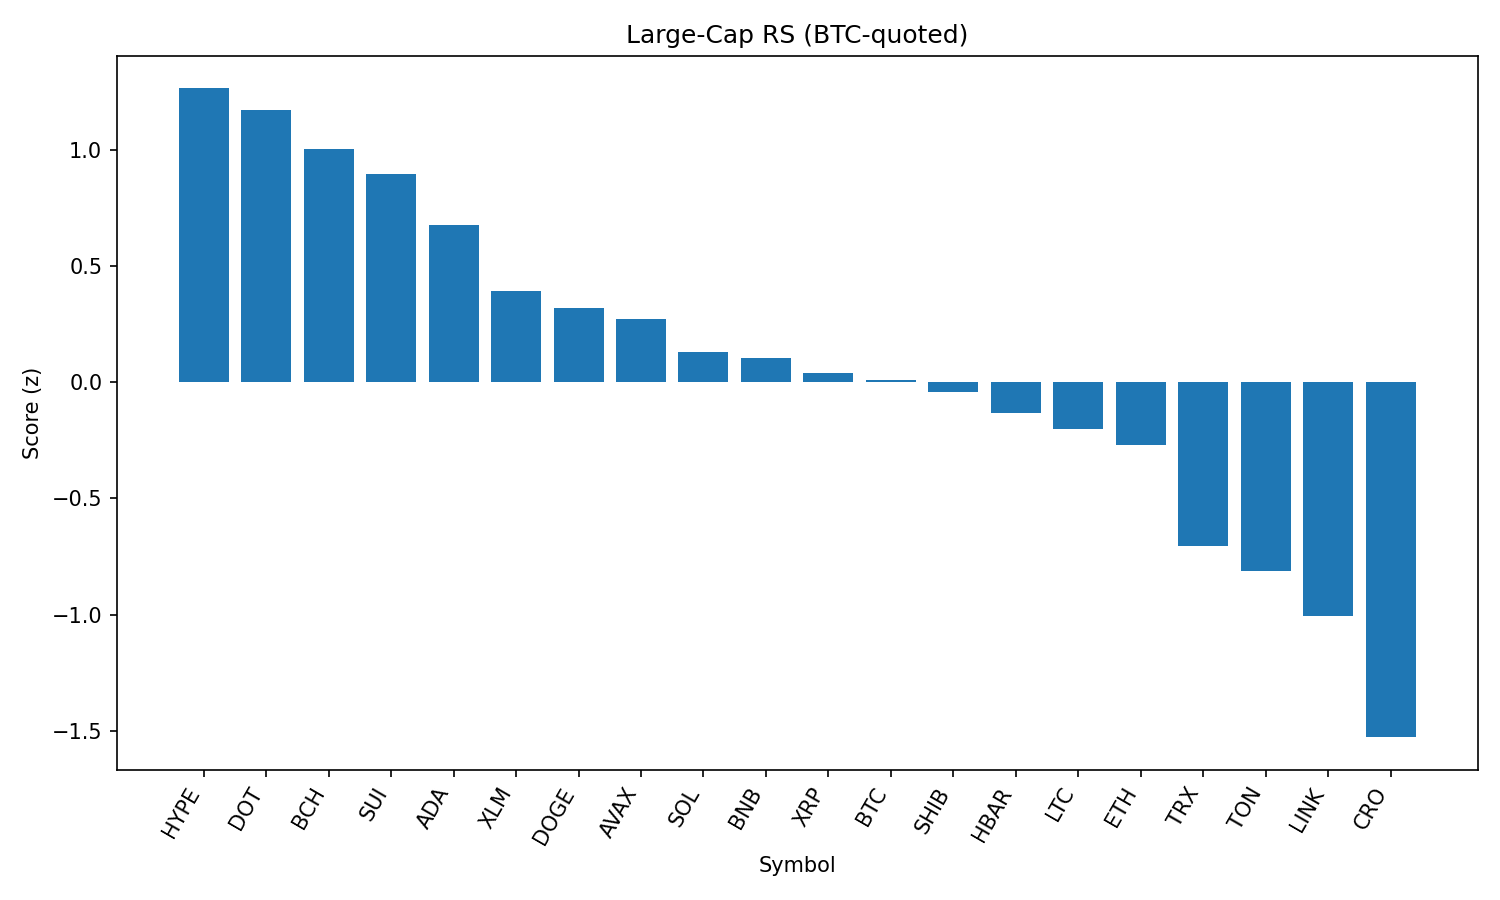 Large-Cap RS (BTC-quoted)
Score (z)
1.0
0.5
0.0
−0.5
−1.0
−1.5
HYPE
DOT
BCH
SUI
ADA
XLM
DOGE
AVAX
SOL
BNB
XRP
BTC
SHIB
HBAR
LTC
ETH
TRX
TON
LINK
CRO
Symbol